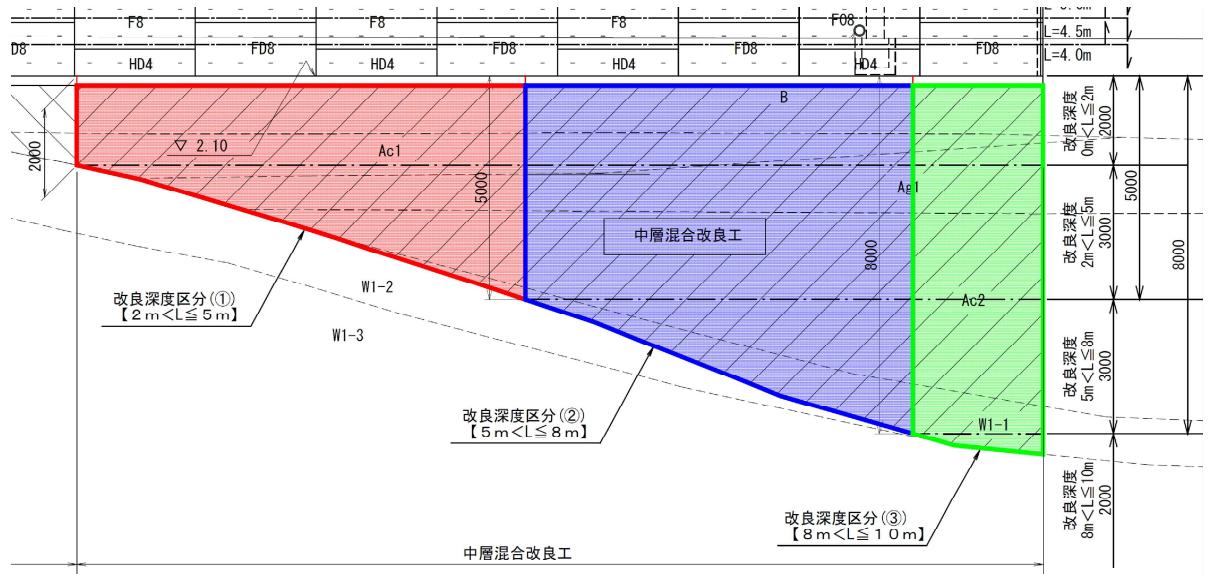 F8 F8 FO8 L=4.5m
D8 FD8 FD8 FD8 FD8 L=4.0m
HD4 HD4 HD4 HD4
B
改良深度
0m<L≦2m
2000
2000
▽ 2.10
Ac1
5000
Ag1
5000
改良深度
2m<L≦5m
3000
中層混合改良工
8000
8000
W1-2
改良深度区分(①)
【2m<L≦5m】
Ac2
W1-3
改良深度
5m<L≦8m
3000
改良深度区分(②)
【5m<L≦8m】
W1-1
改良深度
8m<L≦10m
2000
改良深度区分(③)
【8m<L≦10m】
中層混合改良工